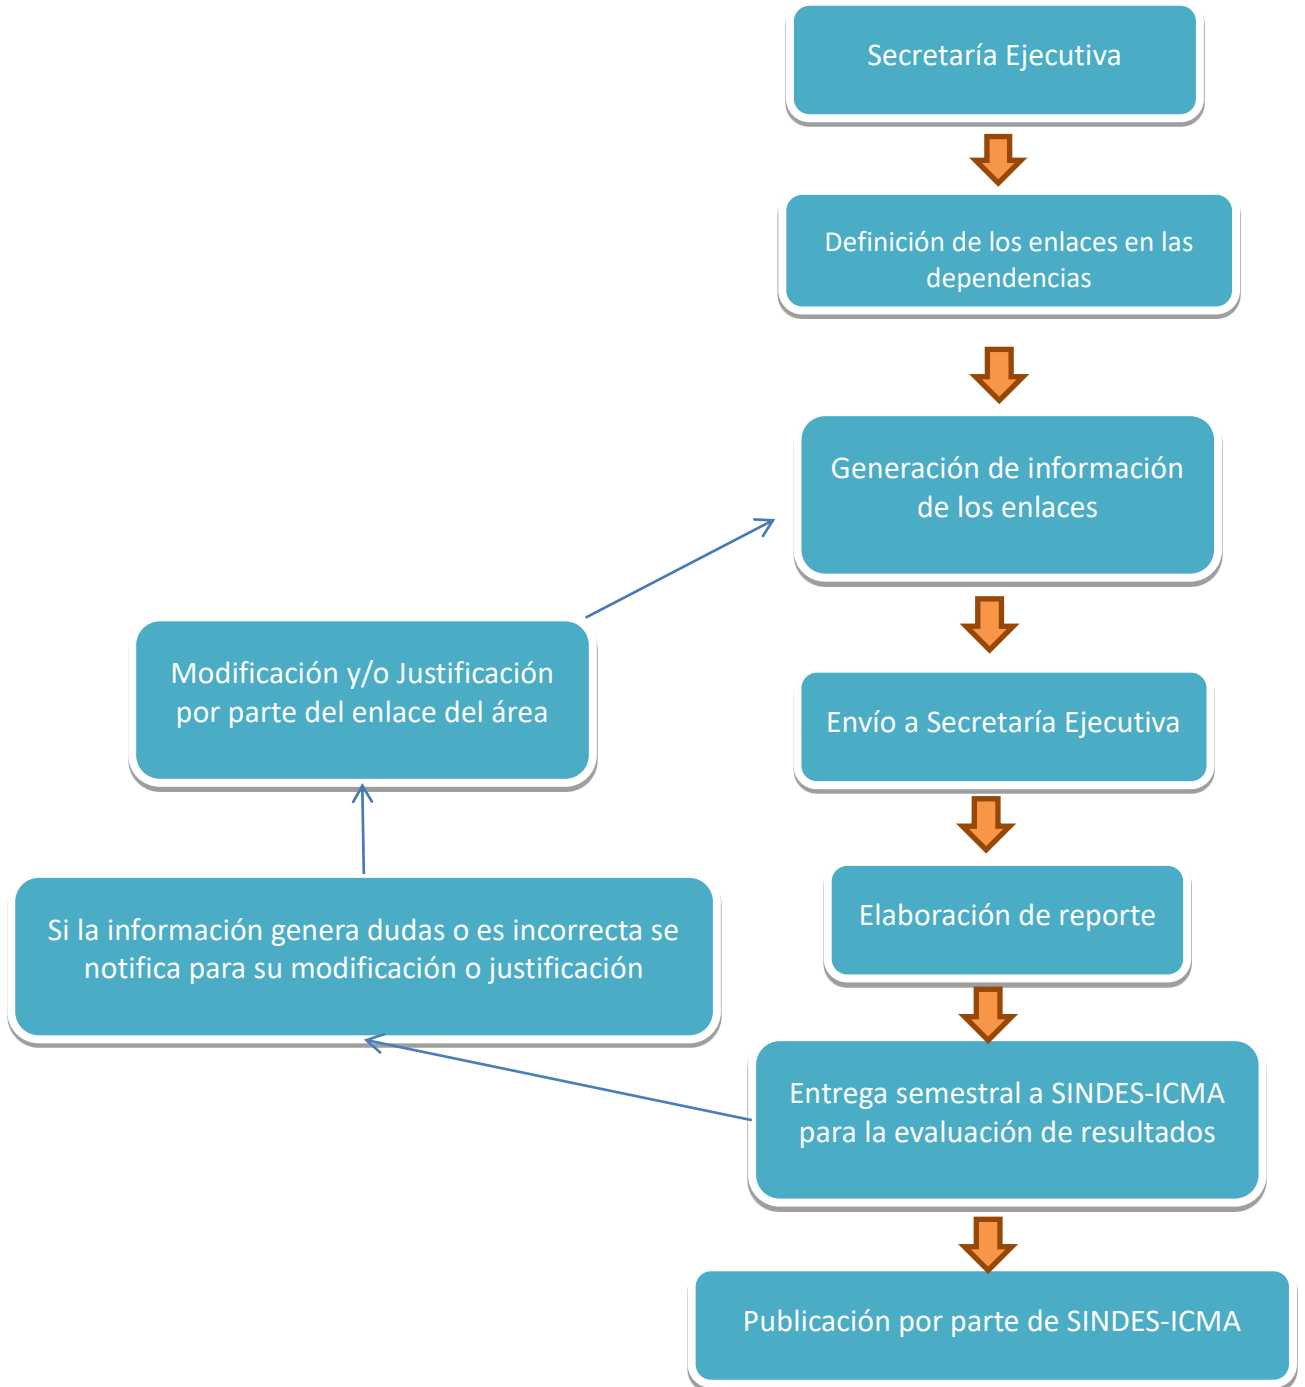 Secretaría Ejecutiva
Definición de los enlaces en las
dependencias
Generación de información
de los enlaces
Modificación y/o Justificación
por parte del enlace del área
Envío a Secretaría Ejecutiva
Elaboración de reporte
Si la información genera dudas o es incorrecta se
notifica para su modificación o justificación
Entrega semestral a SINDES-ICMA
para la evaluación de resultados
Publicación por parte de SINDES-ICMA